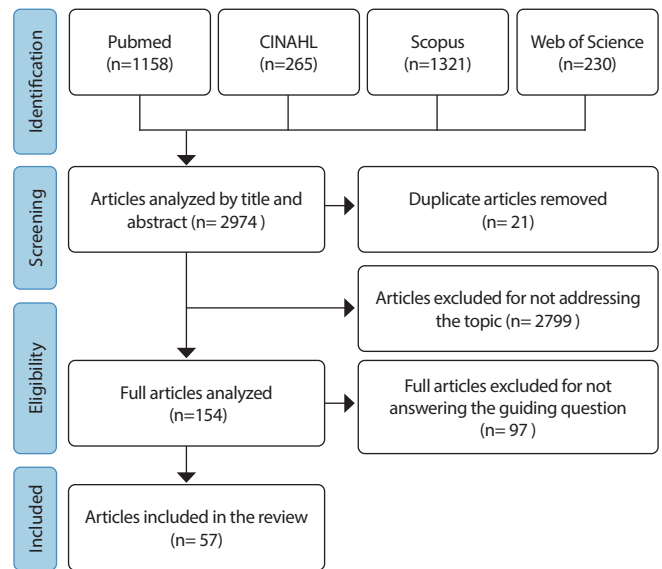 Identification
Pubmed
(n=1158)
CINAHL
(n=265)
Scopus
(n=1321)
Web of Science
(n=230)
Screening
Articles analyzed by title and
abstract (n= 2974 )
Duplicate articles removed
(n= 21)
Articles excluded for not addressing
the topic (n= 2799 )
Eligibility
Full articles analyzed
(n=154)
Full articles excluded for not
answering the guiding question
(n= 97 )
Included
Articles included in the review
(n= 57)